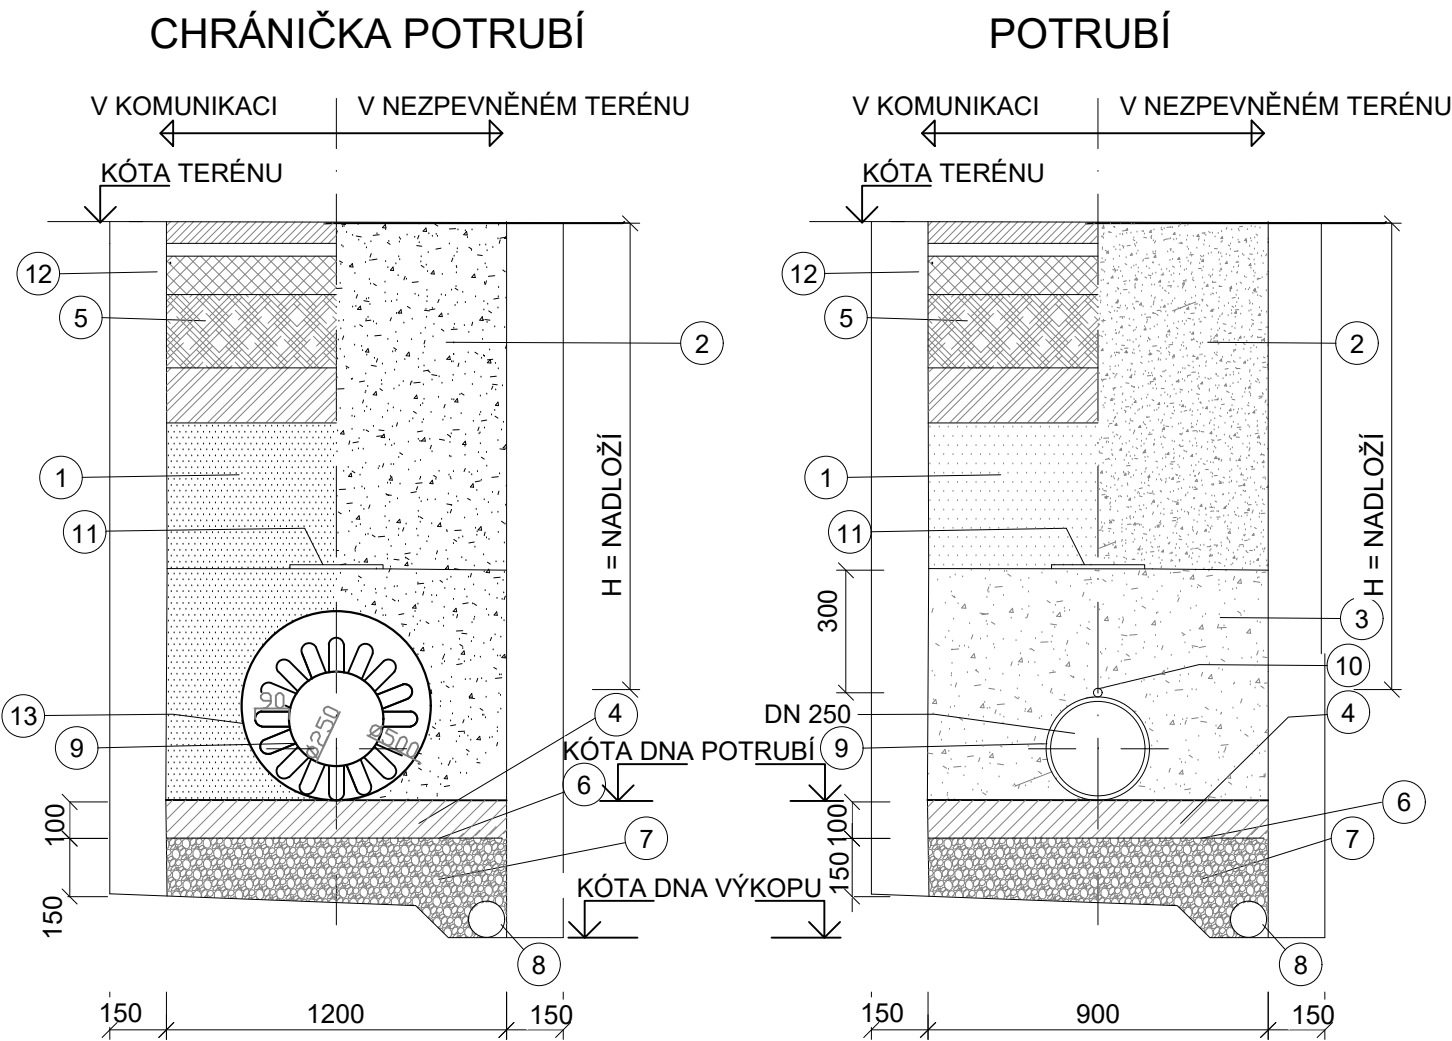 CHRÁNIČKA POTRUBÍ
V KOMUNIKACI
V NEZPEVNĚNÉM TERÉNU
KÓTA TERÉNU
12
5
2
1
11
H = NADLOŽÍ
13
9
90
ø250
ø500
4
6
7
8
100
150
150
1200
150
KÓTA DNA POTRUBÍ
KÓTA DNA VÝKOPU
POTRUBÍ
V KOMUNIKACI
V NEZPEVNĚNÉM TERÉNU
KÓTA TERÉNU
12
5
2
1
11
H = NADLOŽÍ
300
3
10
DN 250
9
4
6
7
8
100
150
150
900
150